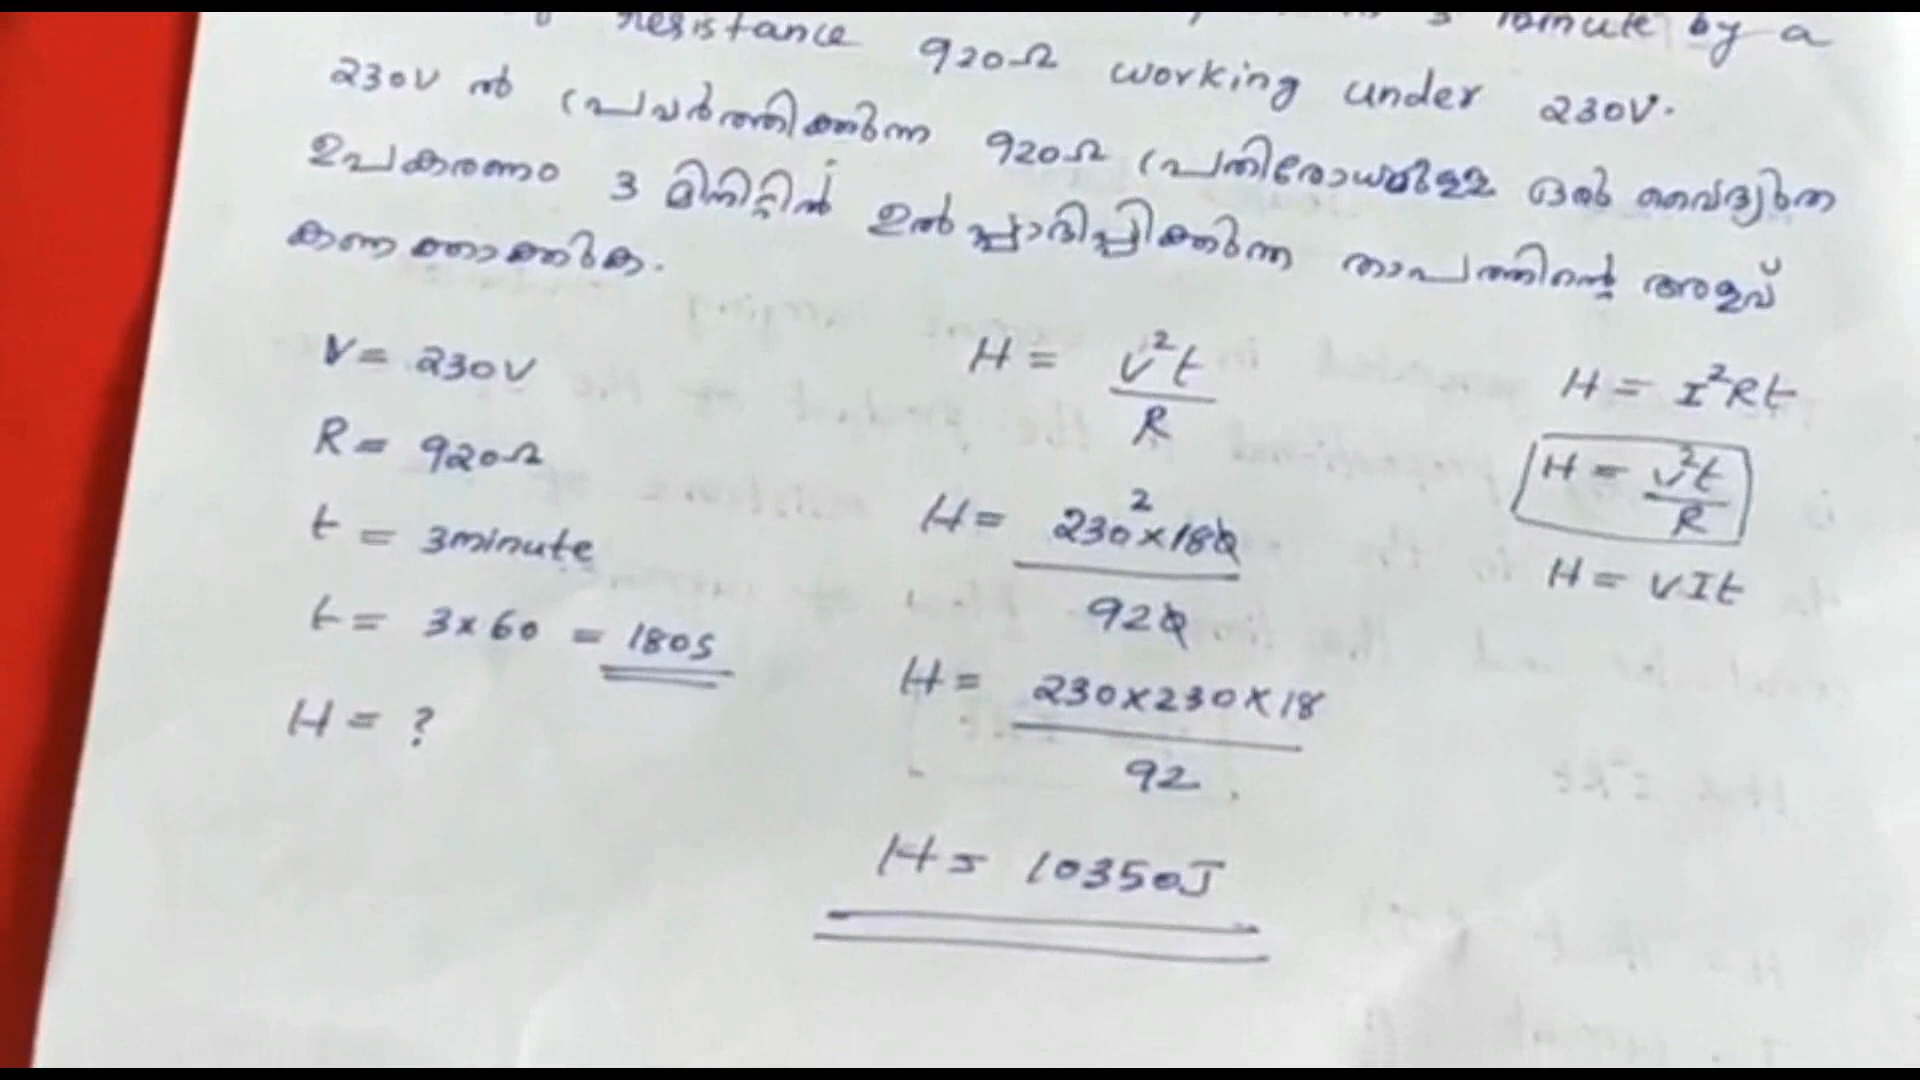 resistance 920Ω working under 230V.
minute by a
230V ൽ പ്രവർത്തിക്കുന്ന 920Ω പ്രതിരോധമുള്ള ഒരു വൈദ്യുത
ഉപകരണം 3 മിനിറ്റിൽ ഉൽപ്പാദിപ്പിക്കുന്ന താപത്തിന്റെ അളവ്
കണക്കാക്കുക.
V = 230V
R = 920Ω
t = 3minute
t = 3×60 = 180s
H = ?
H = V²t
R
H = 230²×180
920
H = 230×230×18
92
H = 10350J
H = I²Rt
H = V²t
R
H = VIt